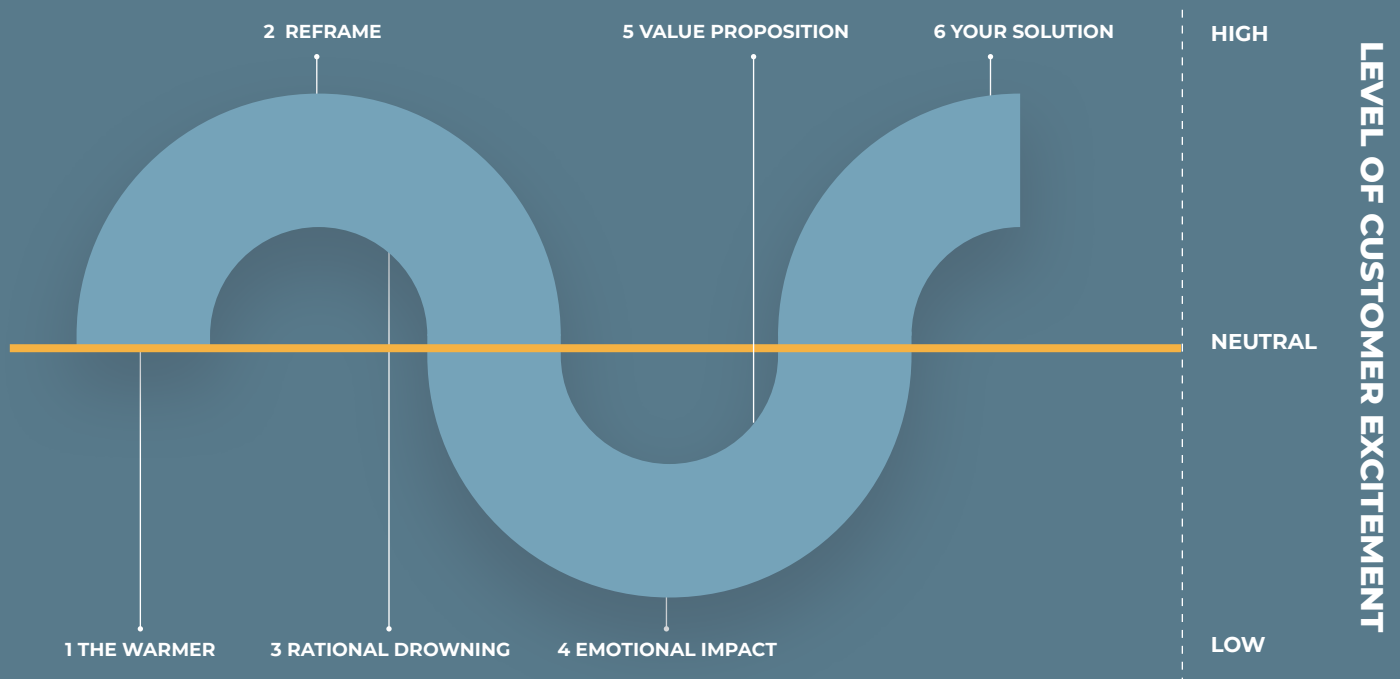 2 REFRAME
5 VALUE PROPOSITION
6 YOUR SOLUTION
HIGH
LEVEL OF CUSTOMER EXCITEMENT
NEUTRAL
LOW
1 THE WARMER
3 RATIONAL DROWNING
4 EMOTIONAL IMPACT